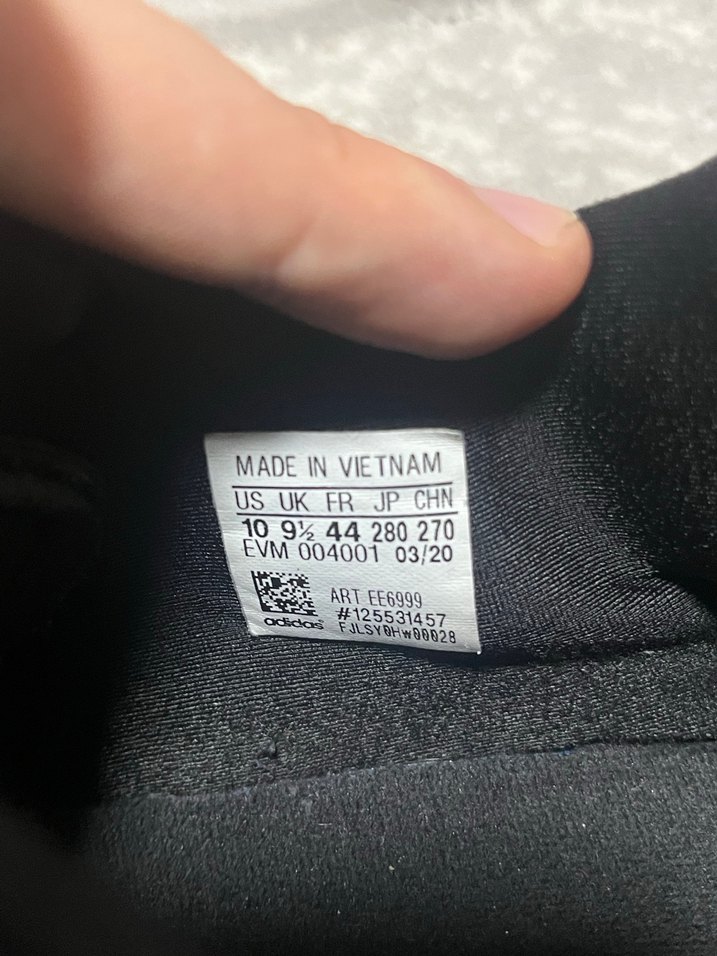 MADE IN VIETNAM
US UK FR JP CHN
10 9½ 44 280 270
EVM 004001 03/20
ART EE6999
#125531457
adidas FJLSY0Hw00028